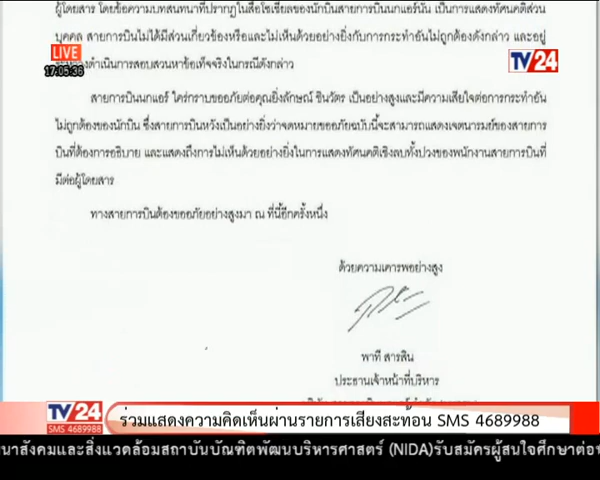 ผู้โดยสาร โดยข้อความบทสนทนาที่ปรากฏในสื่อโซเชียลของนักบินสายการบินนกแอร์นั้น เป็นการแสดงทัศนคติส่วน
บุคคล สายการบินไม่ได้มีส่วนเกี่ยวข้องหรือและไม่เห็นด้วยอย่างยิ่งกับการกระทำอันไม่ถูกต้องดังกล่าว และอยู่
LIVE
TV24
17:05:36
ดำเนินการสอบสวนหาข้อเท็จจริงในกรณีดังกล่าว
สายการบินนกแอร์ ใคร่กราบขออภัยต่อคุณยิ่งลักษณ์ ชินวัตร เป็นอย่างสูงและมีความเสียใจต่อการกระทำอัน
ไม่ถูกต้องของนักบิน ซึ่งสายการบินหวังเป็นอย่างยิ่งว่าจดหมายขออภัยฉบับนี้จะสามารถแสดงเจตนารมย์ของสายการ
บินที่ต้องการอธิบาย และแสดงถึงการไม่เห็นด้วยอย่างยิ่งในการแสดงทัศนคติเชิงลบทั้งปวงของพนักงานสายการบินที่
มีต่อผู้โดยสาร
ทางสายการบินต้องขออภัยอย่างสูงมา ณ ที่นี้อีกครั้งหนึ่ง
ด้วยความเคารพอย่างสูง
พาที สารสิน
ประธานเจ้าหน้าที่บริหาร
TV24
SMS 4689988
ร่วมแสดงความคิดเห็นผ่านรายการเสียงสะท้อน SMS 4689988
นาสังคมและสิ่งแวดล้อมสถาบันบัณฑิตพัฒนบริหารศาสตร์ (NIDA)รับสมัครผู้สนใจศึกษาต่อ